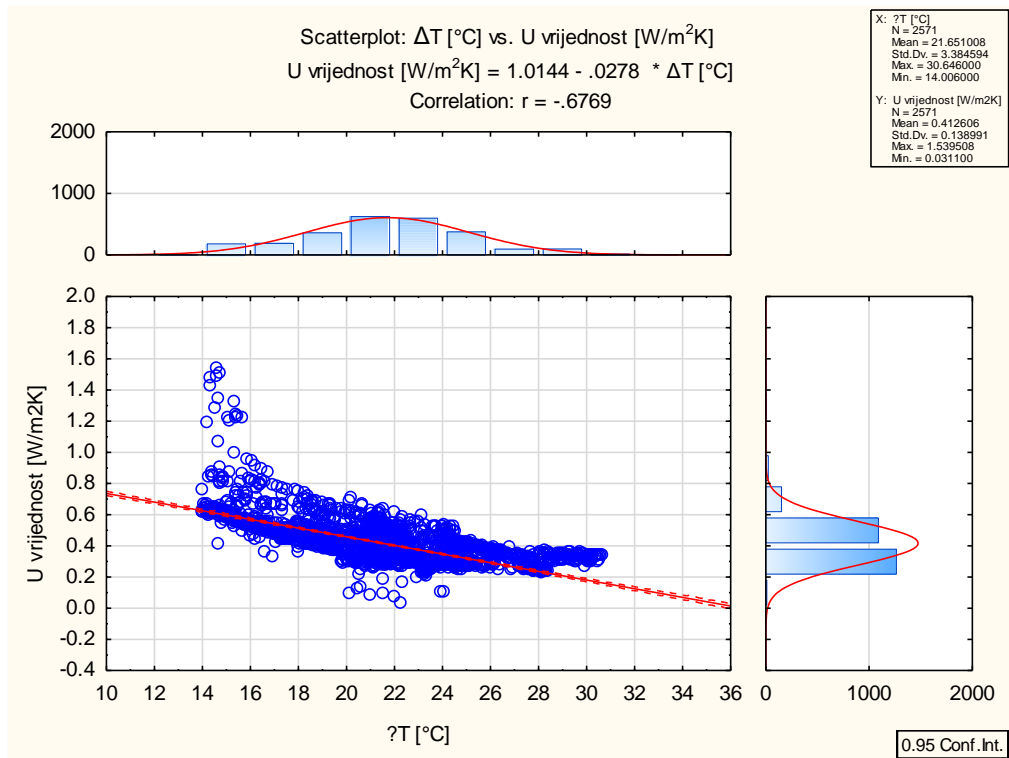 Scatterplot: ΔT [°C] vs. U vrijednost [W/m²K]
U vrijednost [W/m²K] = 1.0144 - .0278 * ΔT [°C]
Correlation: r = -.6769
X: ?T [°C]
N = 2571
Mean = 21.651008
Std.Dv. = 3.384594
Max. = 30.646000
Min. = 14.006000
Y: U vrijednost [W/m2K]
N = 2571
Mean = 0.412606
Std.Dv. = 0.138991
Max. = 1.539508
Min. = 0.031100
2000
1000
0
2.0
1.8
1.6
1.4
1.2
1.0
0.8
0.6
0.4
0.2
0.0
-0.2
-0.4
U vrijednost [W/m2K]
10 12 14 16 18 20 22 24 26 28 30 32 34 36
?T [°C]
0 1000 2000
0.95 Conf.Int.